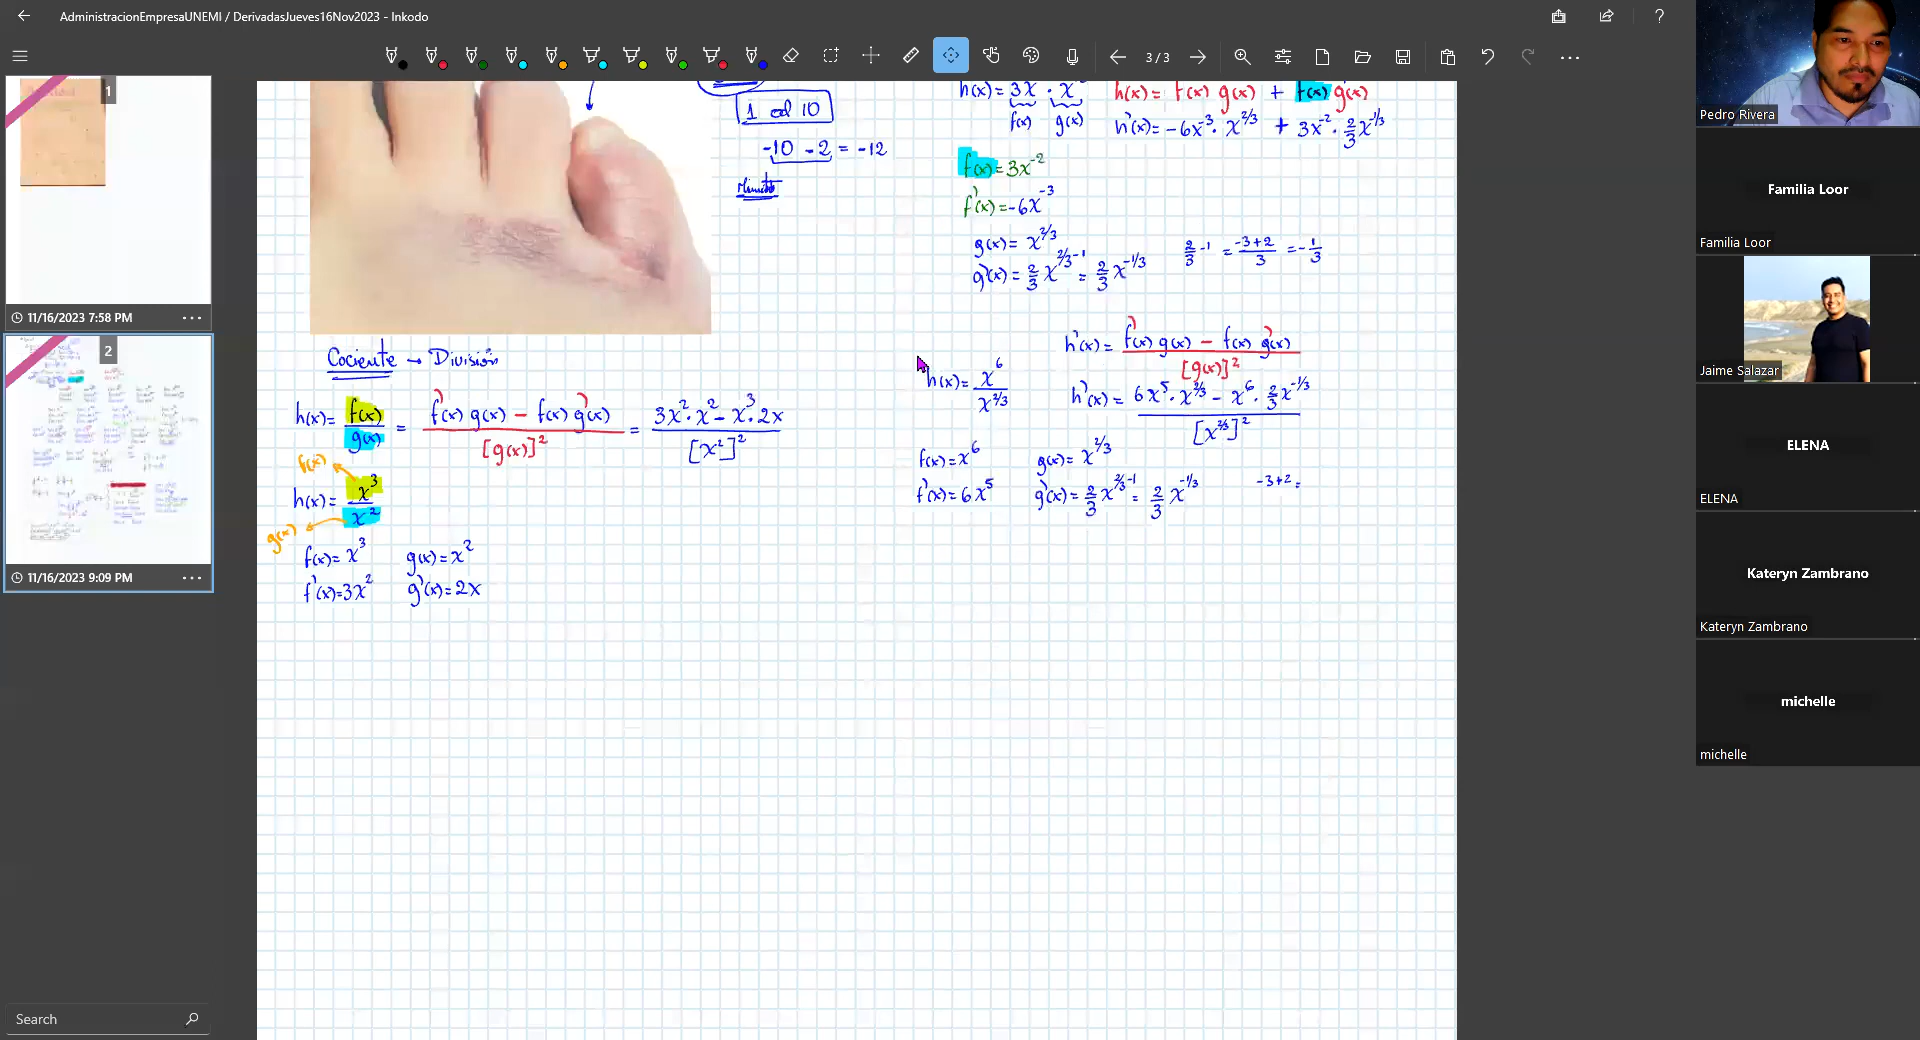 AdministracionEmpresaUNEMI / DerivadasJueves16Nov2023 - Inkodo
3 / 3
1
11/16/2023 7:58 PM
2
11/16/2023 9:09 PM
Search
1 al 10
-10 - 2 = -12
h(x) = 3x · x
f(x) g(x)
h(x) = f(x) g(x) + f(x) g'(x)
h'(x) = -6x⁻³ · x^2/3 + 3x⁻² · 2/3 x^-1/3
f(x) = 3x⁻²
f'(x) = -6x⁻³
g(x) = x^2/3
g'(x) = 2/3 x^2/3-1 = 2/3 x^-1/3
2/3 - 1 = -3+2/3 = -1/3
Cociente → División
h(x) = f(x)/g(x) = f'(x) g(x) - f(x) g'(x) / [g(x)]² = 3x² · x² - x³ · 2x / [x²]²
f(x)
h(x) = x³/x²
g(x)
f(x) = x³ g(x) = x²
f'(x) = 3x² g'(x) = 2x
h'(x) = f'(x) g(x) - f(x) g'(x) / [g(x)]²
h(x) = x⁶ / x^2/3
h'(x) = 6x⁵ · x^2/3 - x⁶ · 2/3 x^-1/3 / [x^2/3]²
f(x) = x⁶ g(x) = x^2/3
f'(x) = 6x⁵ g'(x) = 2/3 x^2/3-1 = 2/3 x^-1/3
-3+2 =
Pedro Rivera
Familia Loor
Familia Loor
Jaime Salazar
ELENA
ELENA
Kateryn Zambrano
Kateryn Zambrano
michelle
michelle